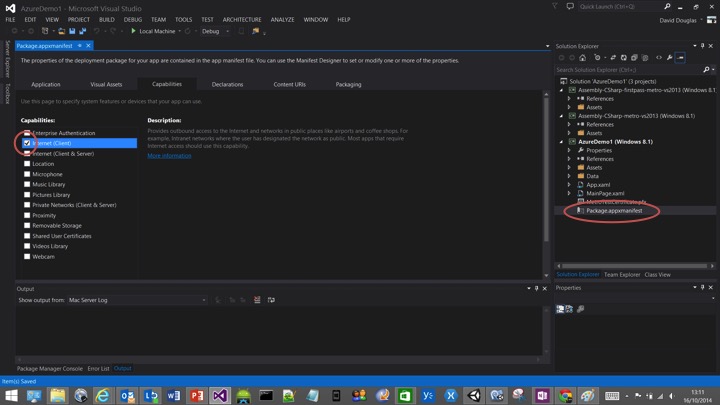 AzureDemo1 - Microsoft Visual Studio
Quick Launch (Ctrl+Q)
FILE EDIT VIEW PROJECT BUILD DEBUG TEAM TOOLS TEST ARCHITECTURE ANALYZE WINDOW HELP
David Douglas
Local Machine
Debug
Server Explorer
Toolbox
Package.appxmanifest
The properties of the deployment package for your app are contained in the app manifest file. You can use the Manifest Designer to set or modify one or more of the properties.
Application Visual Assets Capabilities Declarations Content URIs Packaging
Use this page to specify system features or devices that your app can use.
Capabilities:
Enterprise Authentication
Internet (Client)
Internet (Client & Server)
Location
Microphone
Music Library
Pictures Library
Private Networks (Client & Server)
Proximity
Removable Storage
Shared User Certificates
Videos Library
Webcam
Description:
Provides outbound access to the Internet and networks in public places like airports and coffee shops. For
example, Intranet networks where the user has designated the network as public. Most apps that require
Internet access should use this capability.
More information
Output
Show output from: Mac Server Log
Package Manager Console Error List Output
Solution Explorer
Search Solution Explorer (Ctrl+;)
Solution 'AzureDemo1' (3 projects)
Assembly-CSharp-firstpass-metro-vs2013 (Windows 8.1)
References
Assets
Assembly-CSharp-metro-vs2013 (Windows 8.1)
References
Assets
AzureDemo1 (Windows 8.1)
Properties
References
Assets
Data
App.xaml
MainPage.xaml
Package.appxmanifest
Solution Explorer Team Explorer Class View
Properties
Item(s) Saved
13:11
16/10/2014